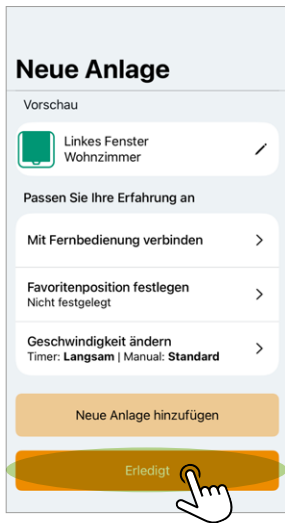 Neue Anlage
Vorschau
Linkes Fenster
Wohnzimmer
Passen Sie Ihre Erfahrung an
Mit Fernbedienung verbinden
Favoritenposition festlegen
Nicht festgelegt
Geschwindigkeit ändern
Timer: Langsam | Manual: Standard
Neue Anlage hinzufügen
Erledigt